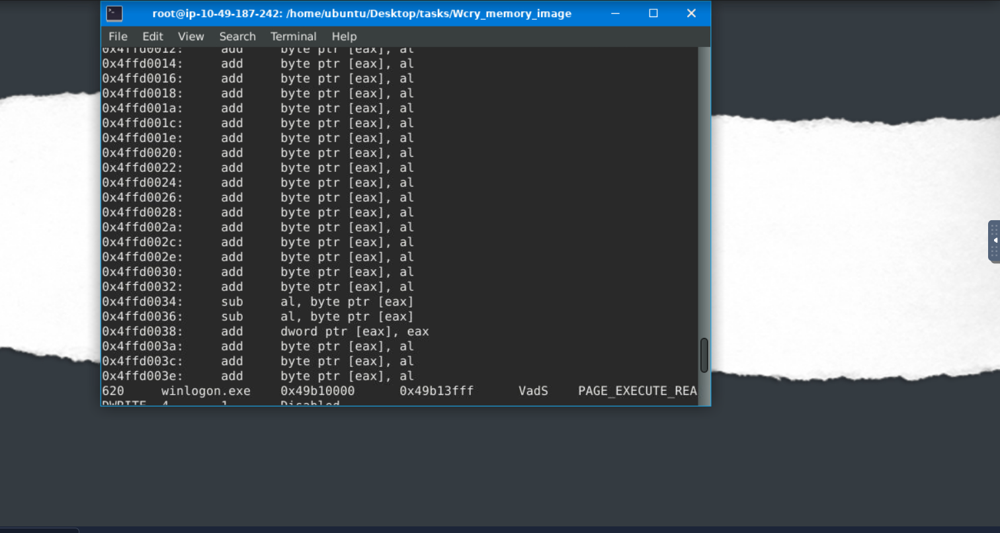 root@ip-10-49-187-242: /home/ubuntu/Desktop/tasks/Wcry_memory_image
File Edit View Search Terminal Help
0x4ffd0012: add byte ptr [eax], al
0x4ffd0014: add byte ptr [eax], al
0x4ffd0016: add byte ptr [eax], al
0x4ffd0018: add byte ptr [eax], al
0x4ffd001a: add byte ptr [eax], al
0x4ffd001c: add byte ptr [eax], al
0x4ffd001e: add byte ptr [eax], al
0x4ffd0020: add byte ptr [eax], al
0x4ffd0022: add byte ptr [eax], al
0x4ffd0024: add byte ptr [eax], al
0x4ffd0026: add byte ptr [eax], al
0x4ffd0028: add byte ptr [eax], al
0x4ffd002a: add byte ptr [eax], al
0x4ffd002c: add byte ptr [eax], al
0x4ffd002e: add byte ptr [eax], al
0x4ffd0030: add byte ptr [eax], al
0x4ffd0032: add byte ptr [eax], al
0x4ffd0034: sub al, byte ptr [eax]
0x4ffd0036: sub al, byte ptr [eax]
0x4ffd0038: add dword ptr [eax], eax
0x4ffd003a: add byte ptr [eax], al
0x4ffd003c: add byte ptr [eax], al
0x4ffd003e: add byte ptr [eax], al
620 winlogon.exe 0x49b10000 0x49b13fff VadS PAGE_EXECUTE_REA
DWRITE 4 1 Disabled